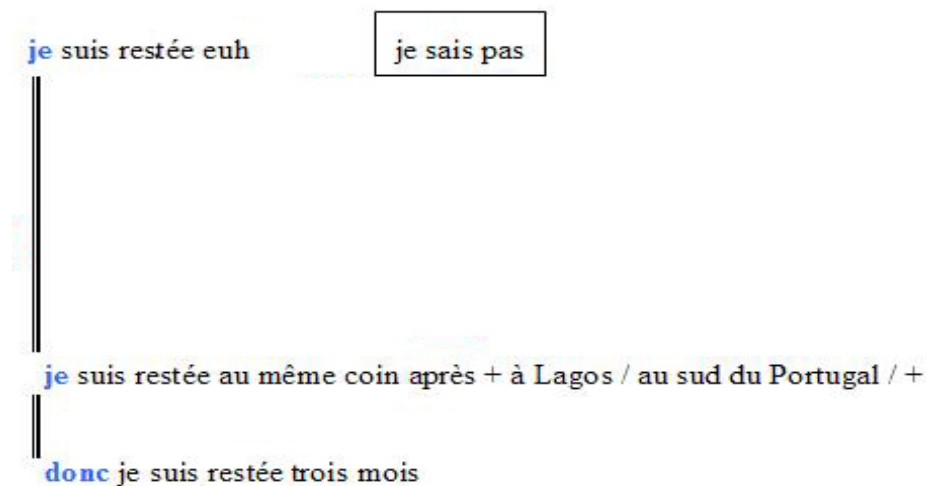 je suis restée euh je sais pas
je suis restée au même coin après + à Lagos / au sud du Portugal / +
donc je suis restée trois mois